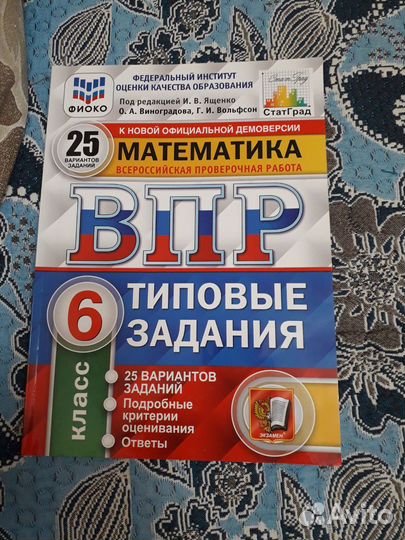 ФИОКО
ФЕДЕРАЛЬНЫЙ ИНСТИТУТ
ОЦЕНКИ КАЧЕСТВА ОБРАЗОВАНИЯ
Под редакцией И. В. Ященко
О. А. Виноградова, Г. И. Вольфсон
СтатГрад
25
ВАРИАНТОВ
ЗАДАНИЙ
К НОВОЙ ОФИЦИАЛЬНОЙ ДЕМОВЕРСИИ
МАТЕМАТИКА
ВСЕРОССИЙСКАЯ ПРОВЕРОЧНАЯ РАБОТА
ВПР
6
класс
ТИПОВЫЕ
ЗАДАНИЯ
• 25 ВАРИАНТОВ
ЗАДАНИЙ
• Подробные
критерии
оценивания
• Ответы
ЭКЗАМЕН
Avito